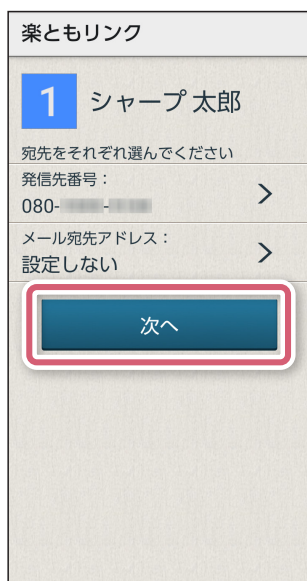 楽ともリンク
1 シャープ 太郎
宛先をそれぞれ選んでください
発信先番号：
080-
メール宛先アドレス：
設定しない
次へ